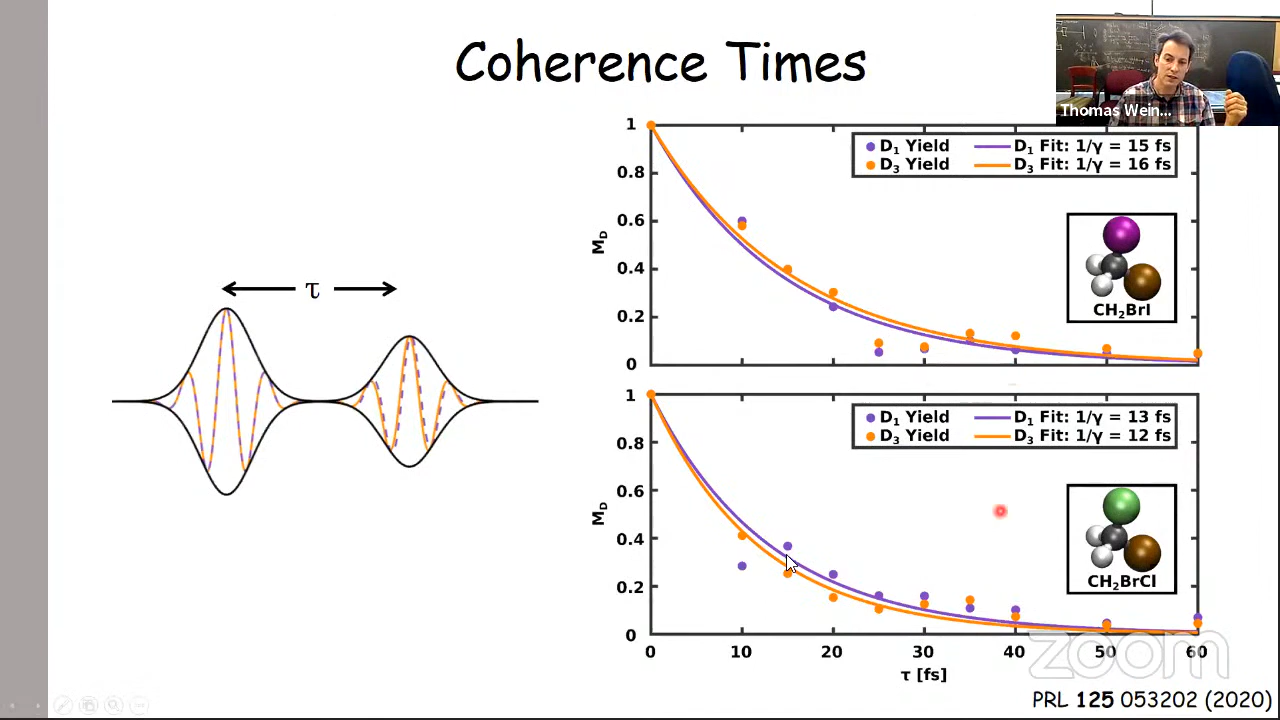 Coherence Times
Thomas Wein...
τ
1
0.8
0.6
0.4
0.2
0
M_D
D₁ Yield
D₁ Fit: 1/γ = 15 fs
D₃ Yield
D₃ Fit: 1/γ = 16 fs
CH₂BrI
1
0.8
0.6
0.4
0.2
0
M_D
D₁ Yield
D₁ Fit: 1/γ = 13 fs
D₃ Yield
D₃ Fit: 1/γ = 12 fs
CH₂BrCl
0 10 20 30 40 50 60
τ [fs]
zoom
PRL 125 053202 (2020)